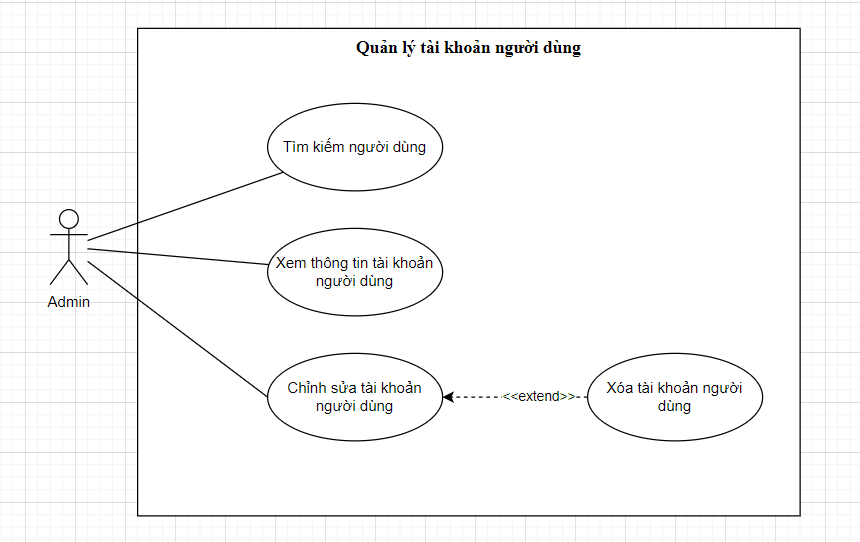 Quản lý tài khoản người dùng
Tìm kiếm người dùng
Xem thông tin tài khoản
người dùng
Admin
Chỉnh sửa tài khoản
người dùng
<<extend>>
Xóa tài khoản người
dùng